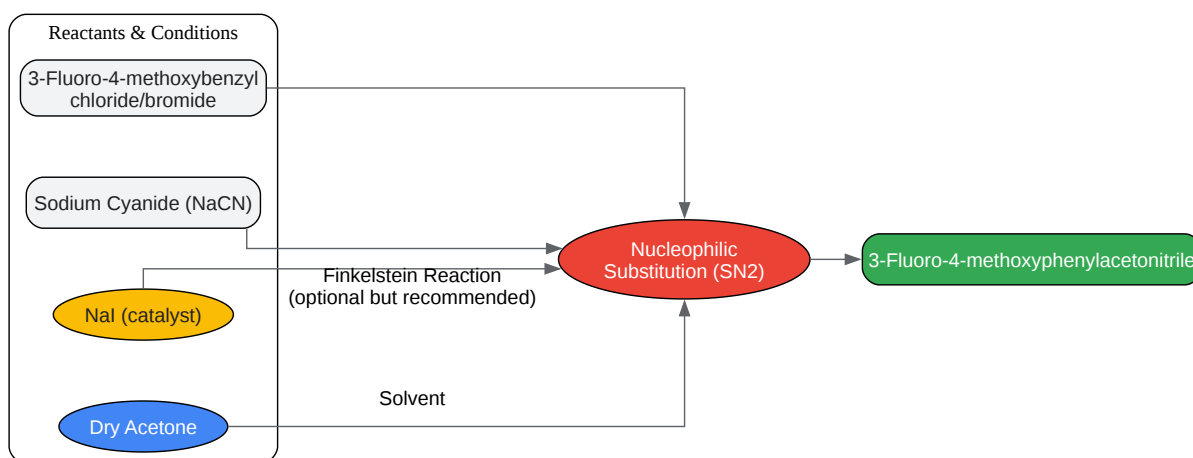 Reactants & Conditions
3-Fluoro-4-methoxybenzyl
chloride/bromide
Sodium Cyanide (NaCN)
Nucleophilic
Substitution (SN2)
3-Fluoro-4-methoxyphenylacetonitrile
Finkelstein Reaction
(optional but recommended)
NaI (catalyst)
Solvent
Dry Acetone